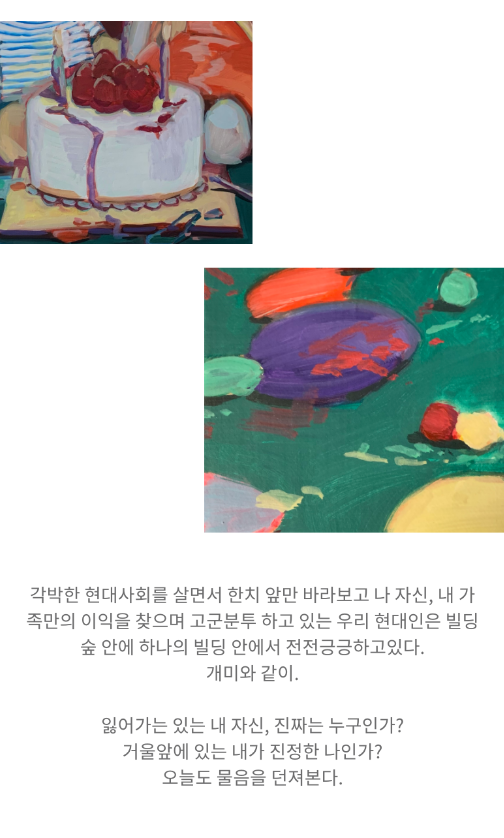 각박한 현대사회를 살면서 한치 앞만 바라보고 나 자신, 내 가
족만의 이익을 찾으며 고군분투 하고 있는 우리 현대인은 빌딩
숲 안에 하나의 빌딩 안에서 전전긍긍하고있다.
개미와 같이.
잃어가는 있는 내 자신, 진짜는 누구인가?
거울앞에 있는 내가 진정한 나인가?
오늘도 물음을 던져본다.